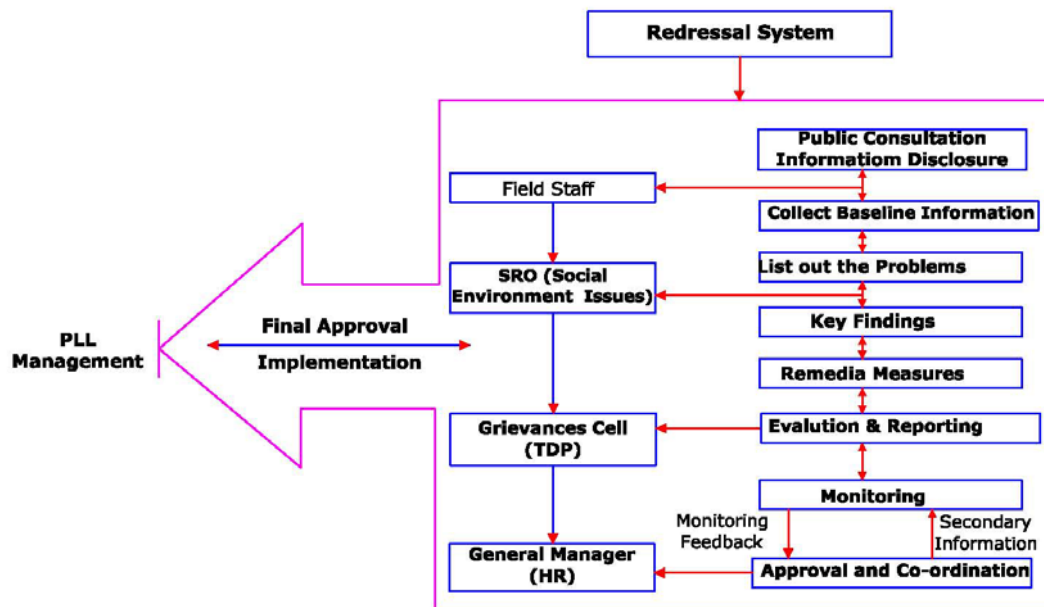 Redressal System
Public Consultation
Informatiom Disclosure
Field Staff
Collect Baseline Information
SRO (Social
Environment Issues)
List out the Problems
Key Findings
Final Approval
Implementation
PLL
Management
Remedia Measures
Grievances Cell
(TDP)
Evalution & Reporting
Monitoring
Monitoring
Feedback
Secondary
Information
General Manager
(HR)
Approval and Co-ordination